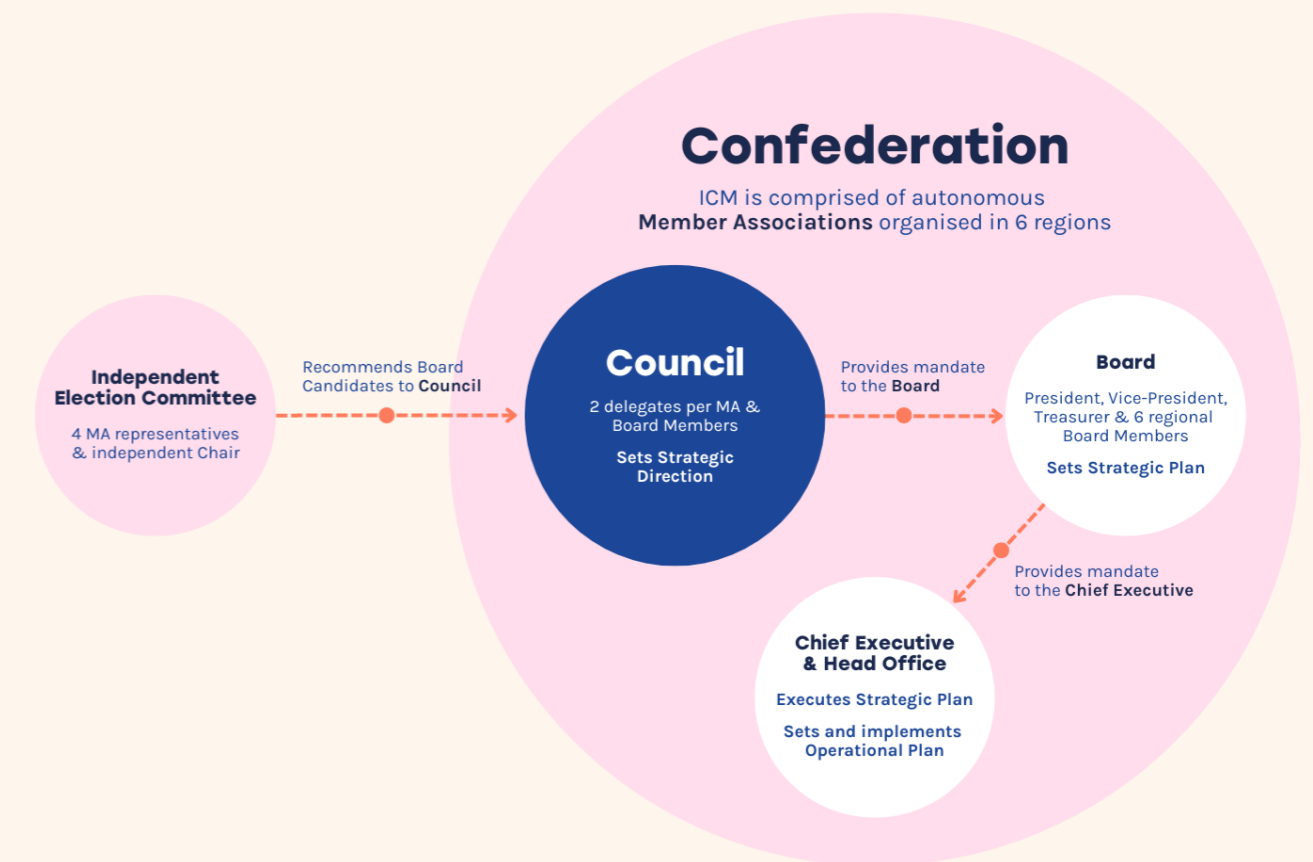 Confederation
ICM is comprised of autonomous
Member Associations organised in 6 regions
Independent
Election Committee
4 MA representatives
& independent Chair
Recommends Board
Candidates to Council
Council
2 delegates per MA &
Board Members
Sets Strategic
Direction
Provides mandate
to the Board
Board
President, Vice-President,
Treasurer & 6 regional
Board Members
Sets Strategic Plan
Provides mandate
to the Chief Executive
Chief Executive
& Head Office
Executes Strategic Plan
Sets and implements
Operational Plan